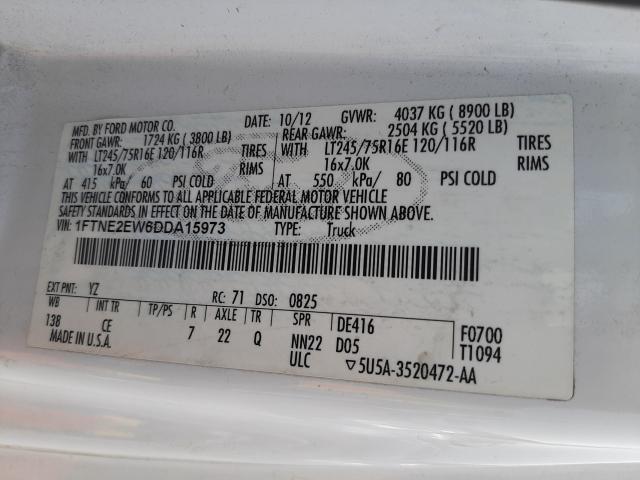 MFD. BY FORD MOTOR CO. DATE: 10/12 GVWR: 4037 KG ( 8900 LB)
FRONT GAWR: 1724 KG ( 3800 LB) REAR GAWR: 2504 KG ( 5520 LB)
WITH LT245/75R16E 120/116R TIRES WITH LT245/75R16E 120/116R TIRES
16x7.0K RIMS 16x7.0K RIMS
AT 415 kPa/ 60 PSI COLD AT 550 kPa/ 80 PSI COLD
THIS VEHICLE CONFORMS TO ALL APPLICABLE FEDERAL MOTOR VEHICLE
SAFETY STANDARDS IN EFFECT ON THE DATE OF MANUFACTURE SHOWN ABOVE.
VIN: 1FTNE2EW6DDA15973 TYPE: Truck
EXT PNT: YZ RC: 71 DSO: 0825
WB INT TR TP/PS R AXLE TR SPR DE416 F0700
138 CE 7 22 Q NN22 D05 T1094
MADE IN U.S.A. ULC ▽5U5A-3520472-AA